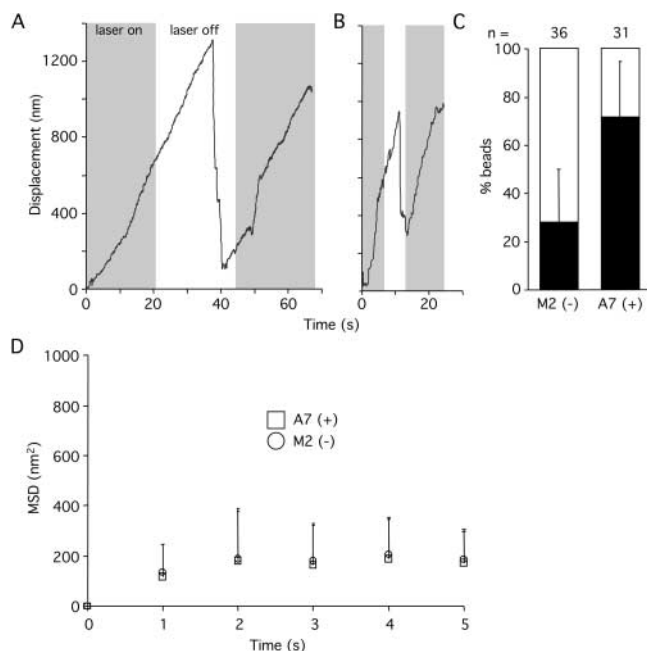 A
B
C
laser on
laser off
n =
36
31
1200
800
400
0
Displacement (nm)
0
20
40
60
0
20
Time (s)
100
80
60
40
20
0
% beads
M2 (-)
A7 (+)
D
1000
800
600
400
200
0
MSD (nm²)
A7 (+)
M2 (-)
0
1
2
3
4
5
Time (s)